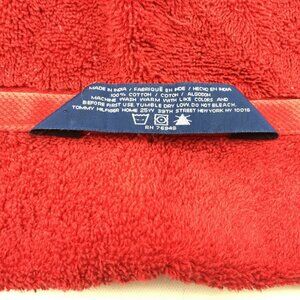 MADE IN INDIA / FABRIQUÉ EN INDE / HECHO EN INDIA
100% COTTON / COTON / ALGODON
MACHINE WASH WARM WITH LIKE COLORS AND
BEFORE FIRST USE. TUMBLE DRY LOW. DO NOT BLEACH.
TOMMY HILFIGER HOME 25W 39TH STREET NEW YORK, NY 10018
RN 76949